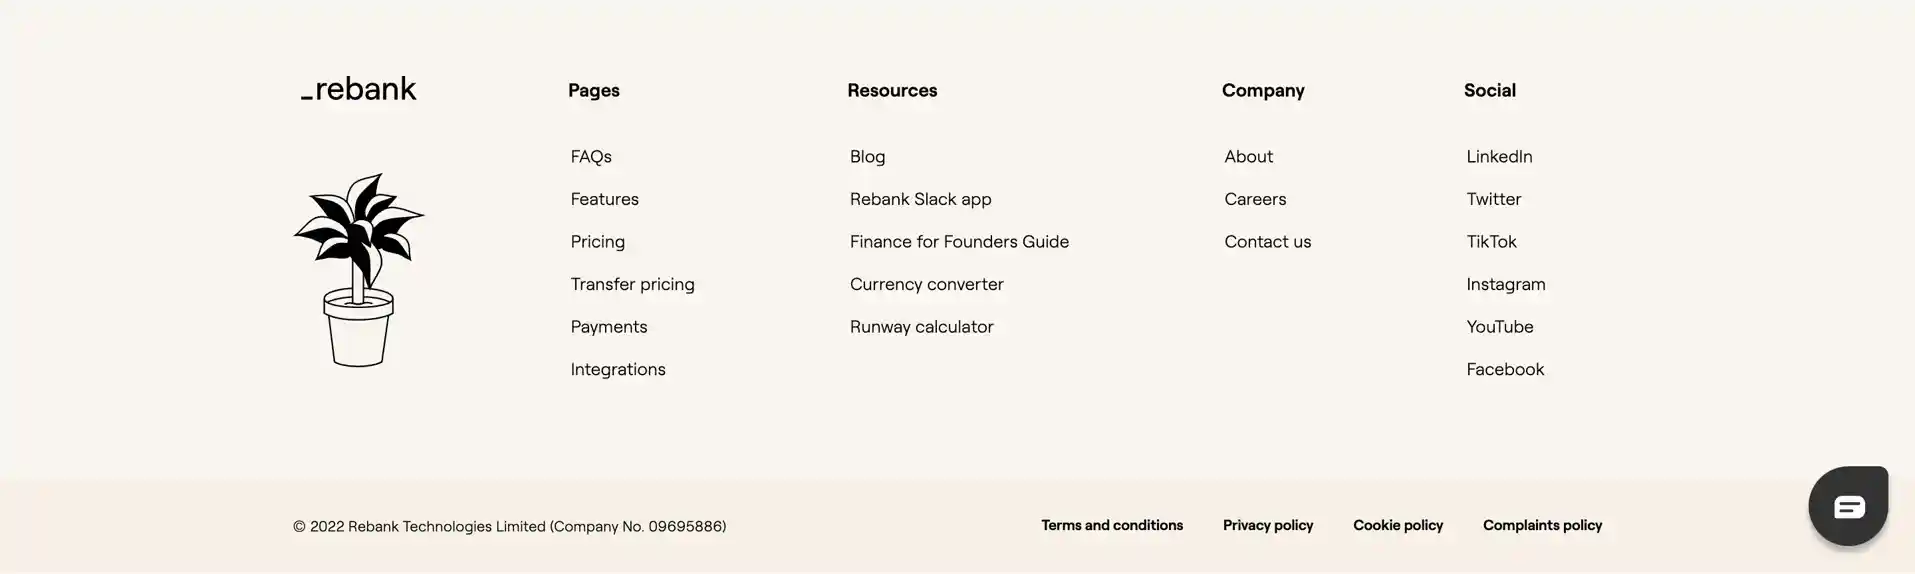 _rebank
Pages
FAQs
Features
Pricing
Transfer pricing
Payments
Integrations
Resources
Blog
Rebank Slack app
Finance for Founders Guide
Currency converter
Runway calculator
Company
About
Careers
Contact us
Social
LinkedIn
Twitter
TikTok
Instagram
YouTube
Facebook
© 2022 Rebank Technologies Limited (Company No. 09695886)
Terms and conditions
Privacy policy
Cookie policy
Complaints policy